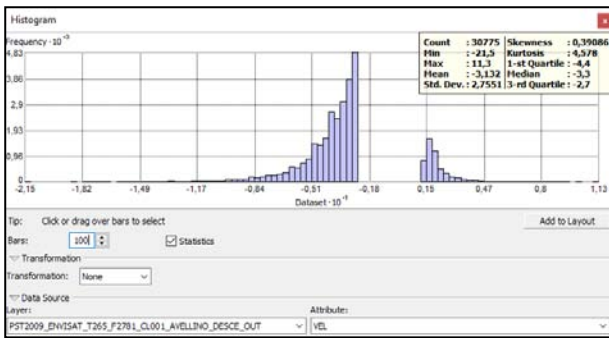 Histogram
x
Frequency · 10⁻³
Count : 30775 Skewness : 0,39086
Min : -21,5 Kurtosis : 4,578
Max : 11,3 1-st Quartile : -4,4
Mean : -3,132 Median : -3,3
Std. Dev. : 2,7551 3-rd Quartile : -2,7
4,83
3,86
2,9
1,93
0,96
0
-2,15 -1,82 -1,49 -1,17 -0,84 -0,51 -0,18 0,15 0,47 0,8 1,13
Dataset · 10⁻¹
Tip: Click or drag over bars to select
Add to Layout
Bars: 100 Statistics
Transformation
Transformation: None
Data Source
Layer: Attribute:
PST2009_ENVISAT_T265_F2781_CL001_AVELLINO_DESCE_OUT VEL